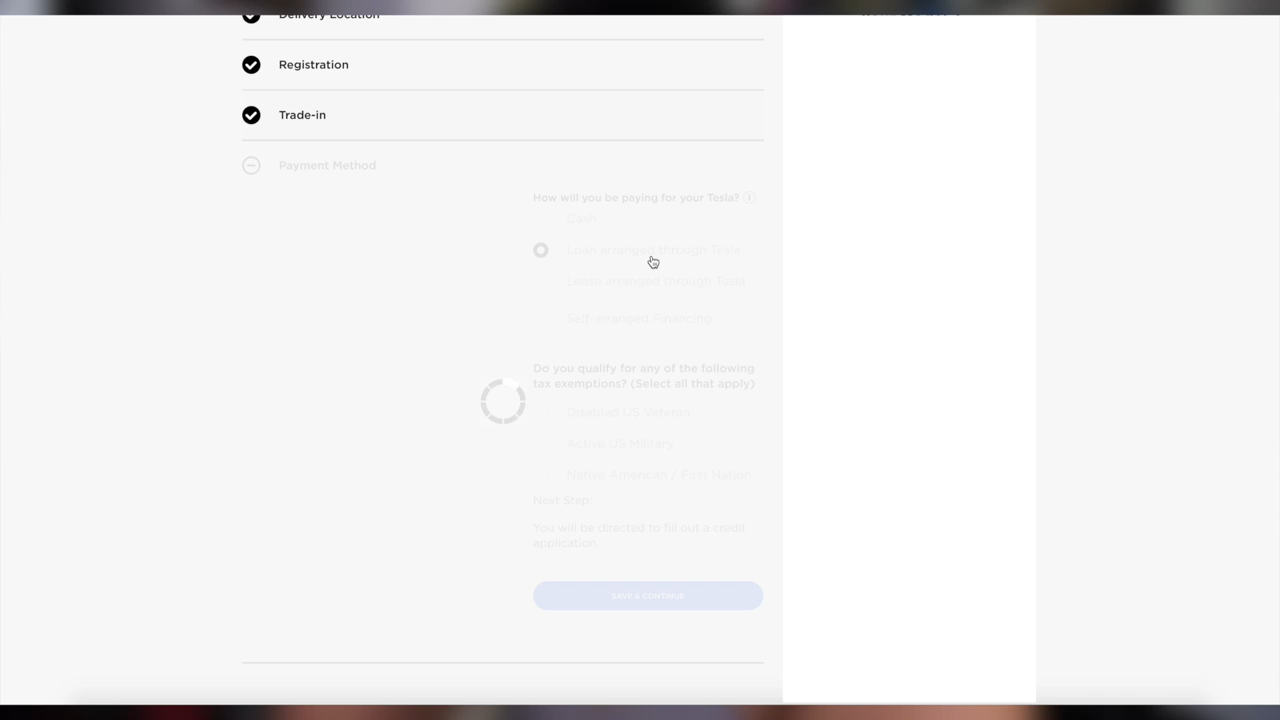 Delivery Location
Registration
Trade-in
Payment Method
How will you be paying for your Tesla?
Cash
Loan arranged through Tesla
Lease arranged through Tesla
Self-arranged Financing
Do you qualify for any of the following
tax exemptions? (Select all that apply)
Disabled US Veteran
Active US Military
Native American / First Nation
Next Step:
You will be directed to fill out a credit
application.
SAVE & CONTINUE